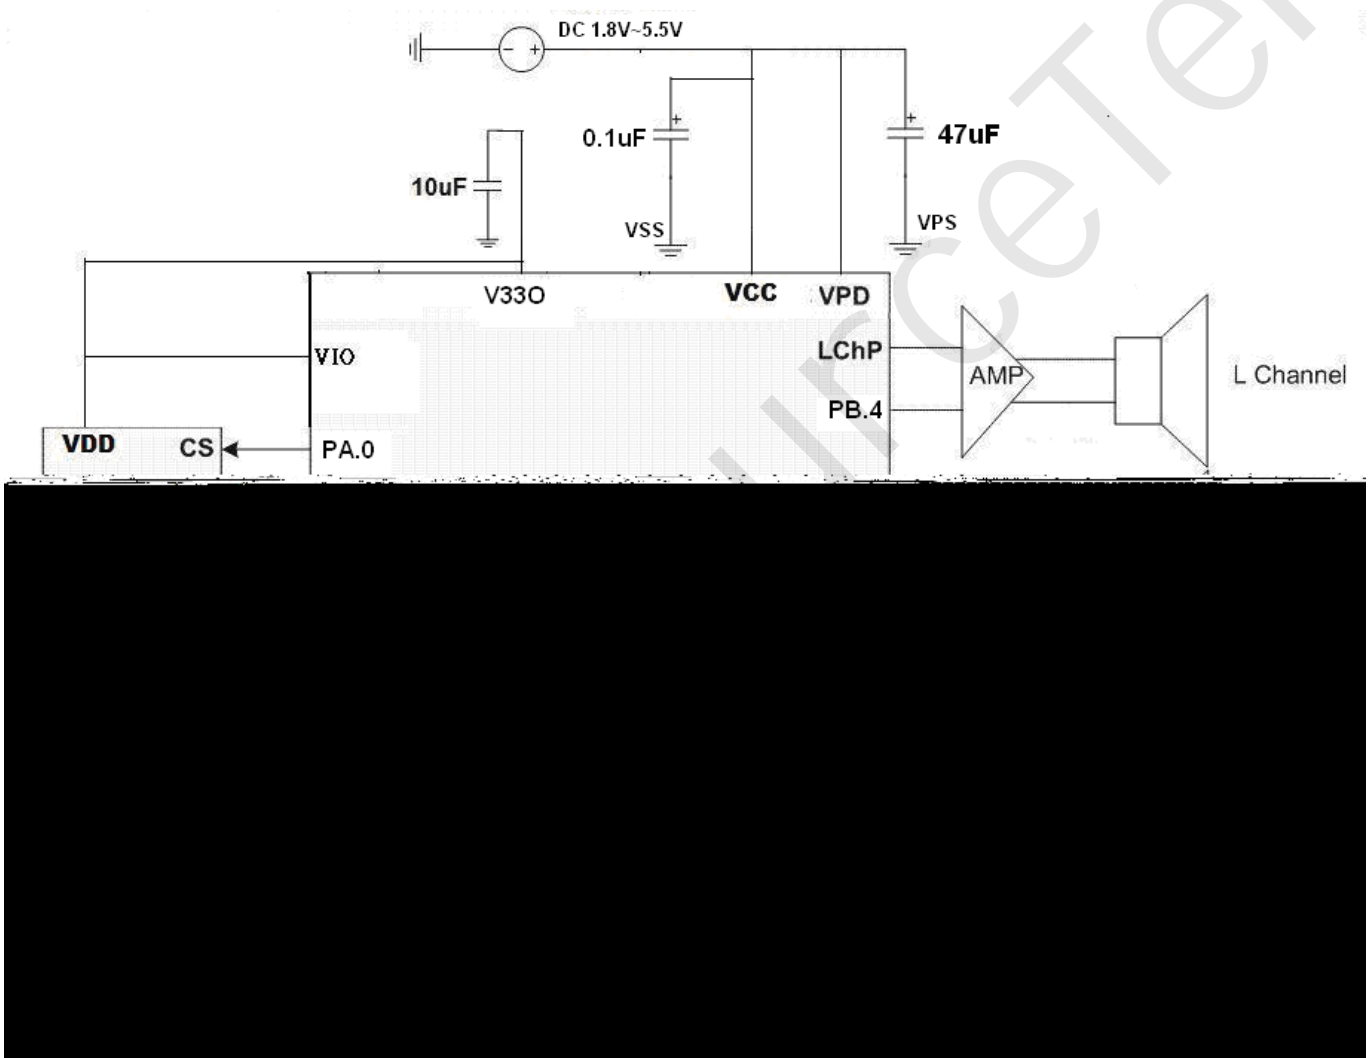 DC 1.8V~5.5V
0.1uF
47uF
10uF
VSS
VPS
V33O
VCC
VPD
VIO
LChP
AMP
L Channel
PB.4
VDD
CS
PA.0